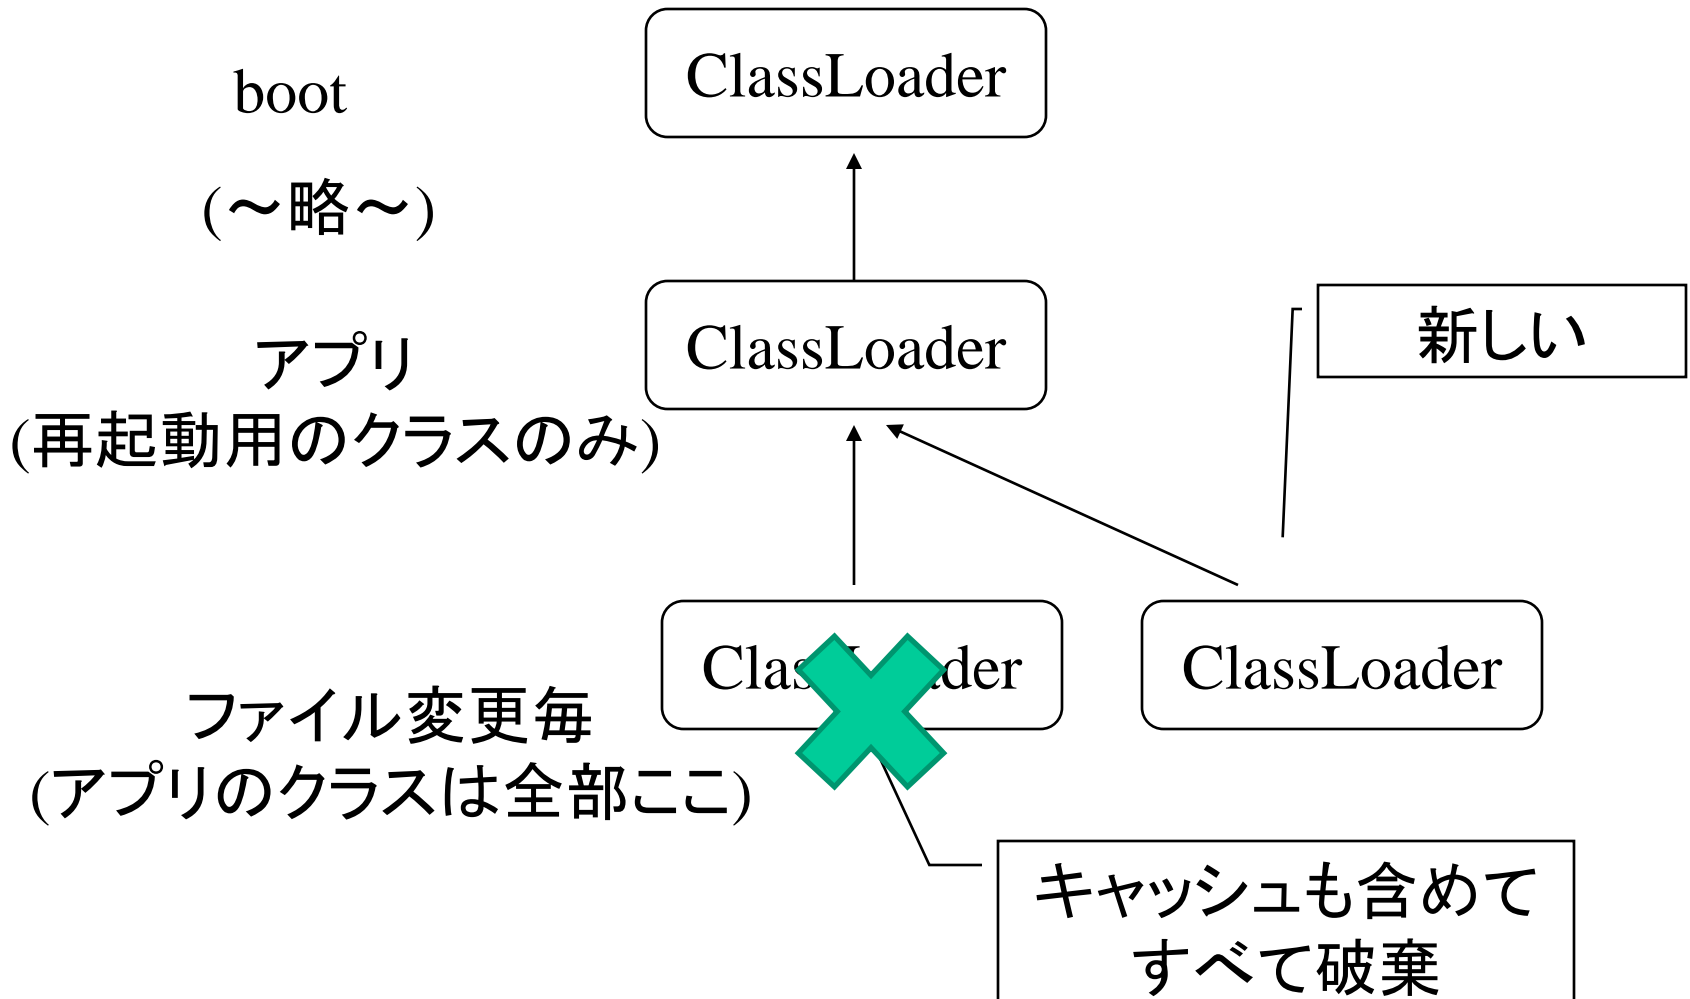 boot
ClassLoader
(～略～)
アプリ
(再起動用のクラスのみ)
ClassLoader
新しい
ファイル変更毎
(アプリのクラスは全部ここ)
ClassLoader
ClassLoader
キャッシュも含めて
すべて破棄